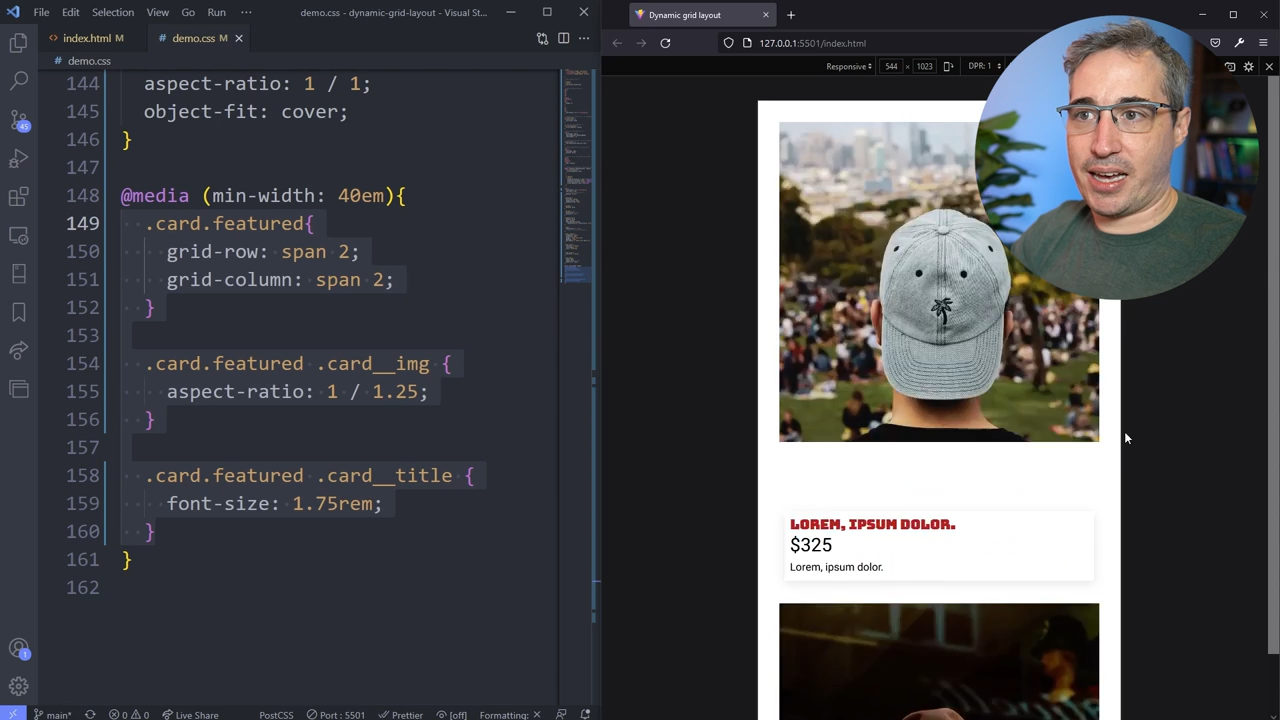 File Edit Selection View Go Run ··· demo.css - dynamic-grid-layout - Visual St...
index.html M demo.css M
# demo.css
144 aspect-ratio: 1 / 1;
145 object-fit: cover;
146 }
147
148 @media (min-width: 40em){
149 .card.featured{
150 grid-row: span 2;
151 grid-column: span 2;
152 }
153
154 .card.featured .card__img {
155 aspect-ratio: 1 / 1.25;
156 }
157
158 .card.featured .card__title {
159 font-size: 1.75rem;
160 }
161 }
162
45
1
main* 0 0 Live Share PostCSS Port : 5501 Prettier [off] Formatting: ×
Dynamic grid layout
127.0.0.1:5501/index.html
Responsive 544 × 1023 DPR: 1
LOREM, IPSUM DOLOR.
$325
Lorem, ipsum dolor.